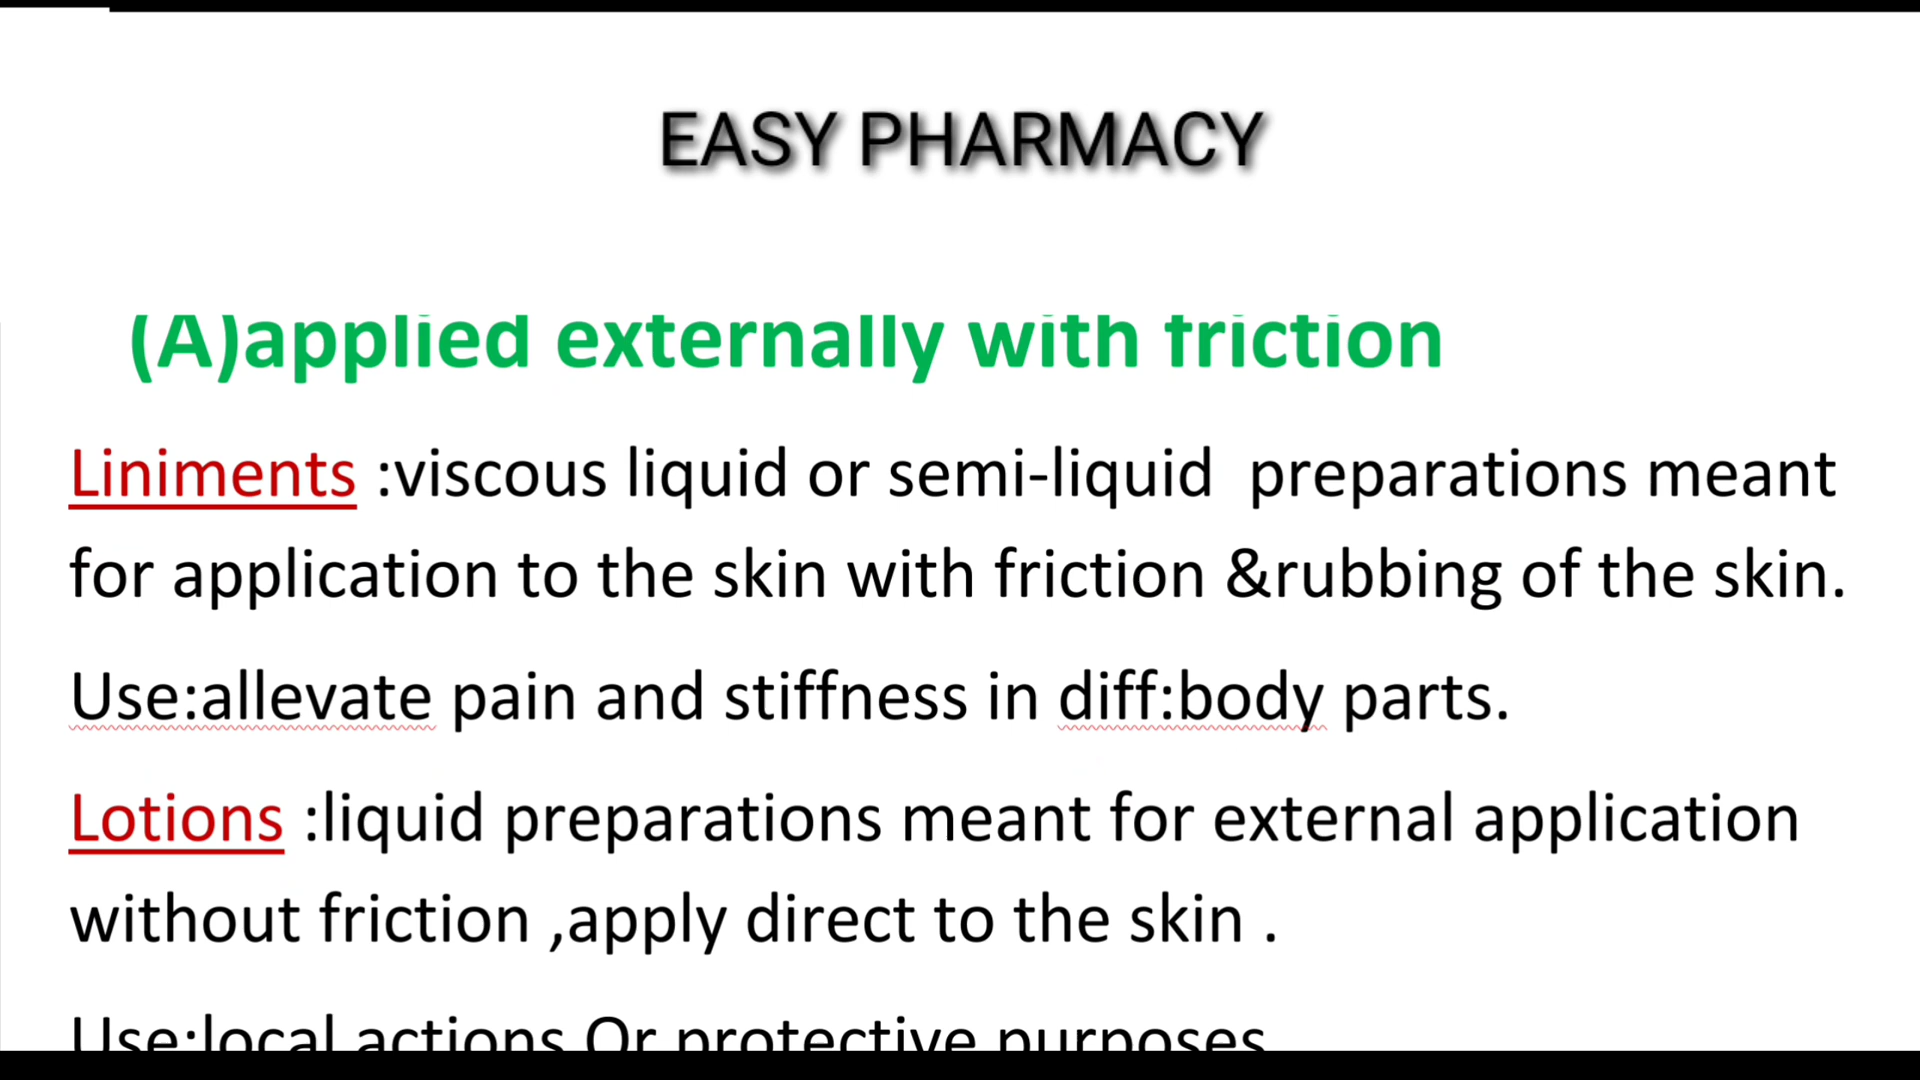 EASY PHARMACY
(A)applied externally with friction
Liniments :viscous liquid or semi-liquid preparations meant
for application to the skin with friction &rubbing of the skin.
Use:allevate pain and stiffness in diff:body parts.
Lotions :liquid preparations meant for external application
without friction ,apply direct to the skin .
Use:local actions Or protective purposes